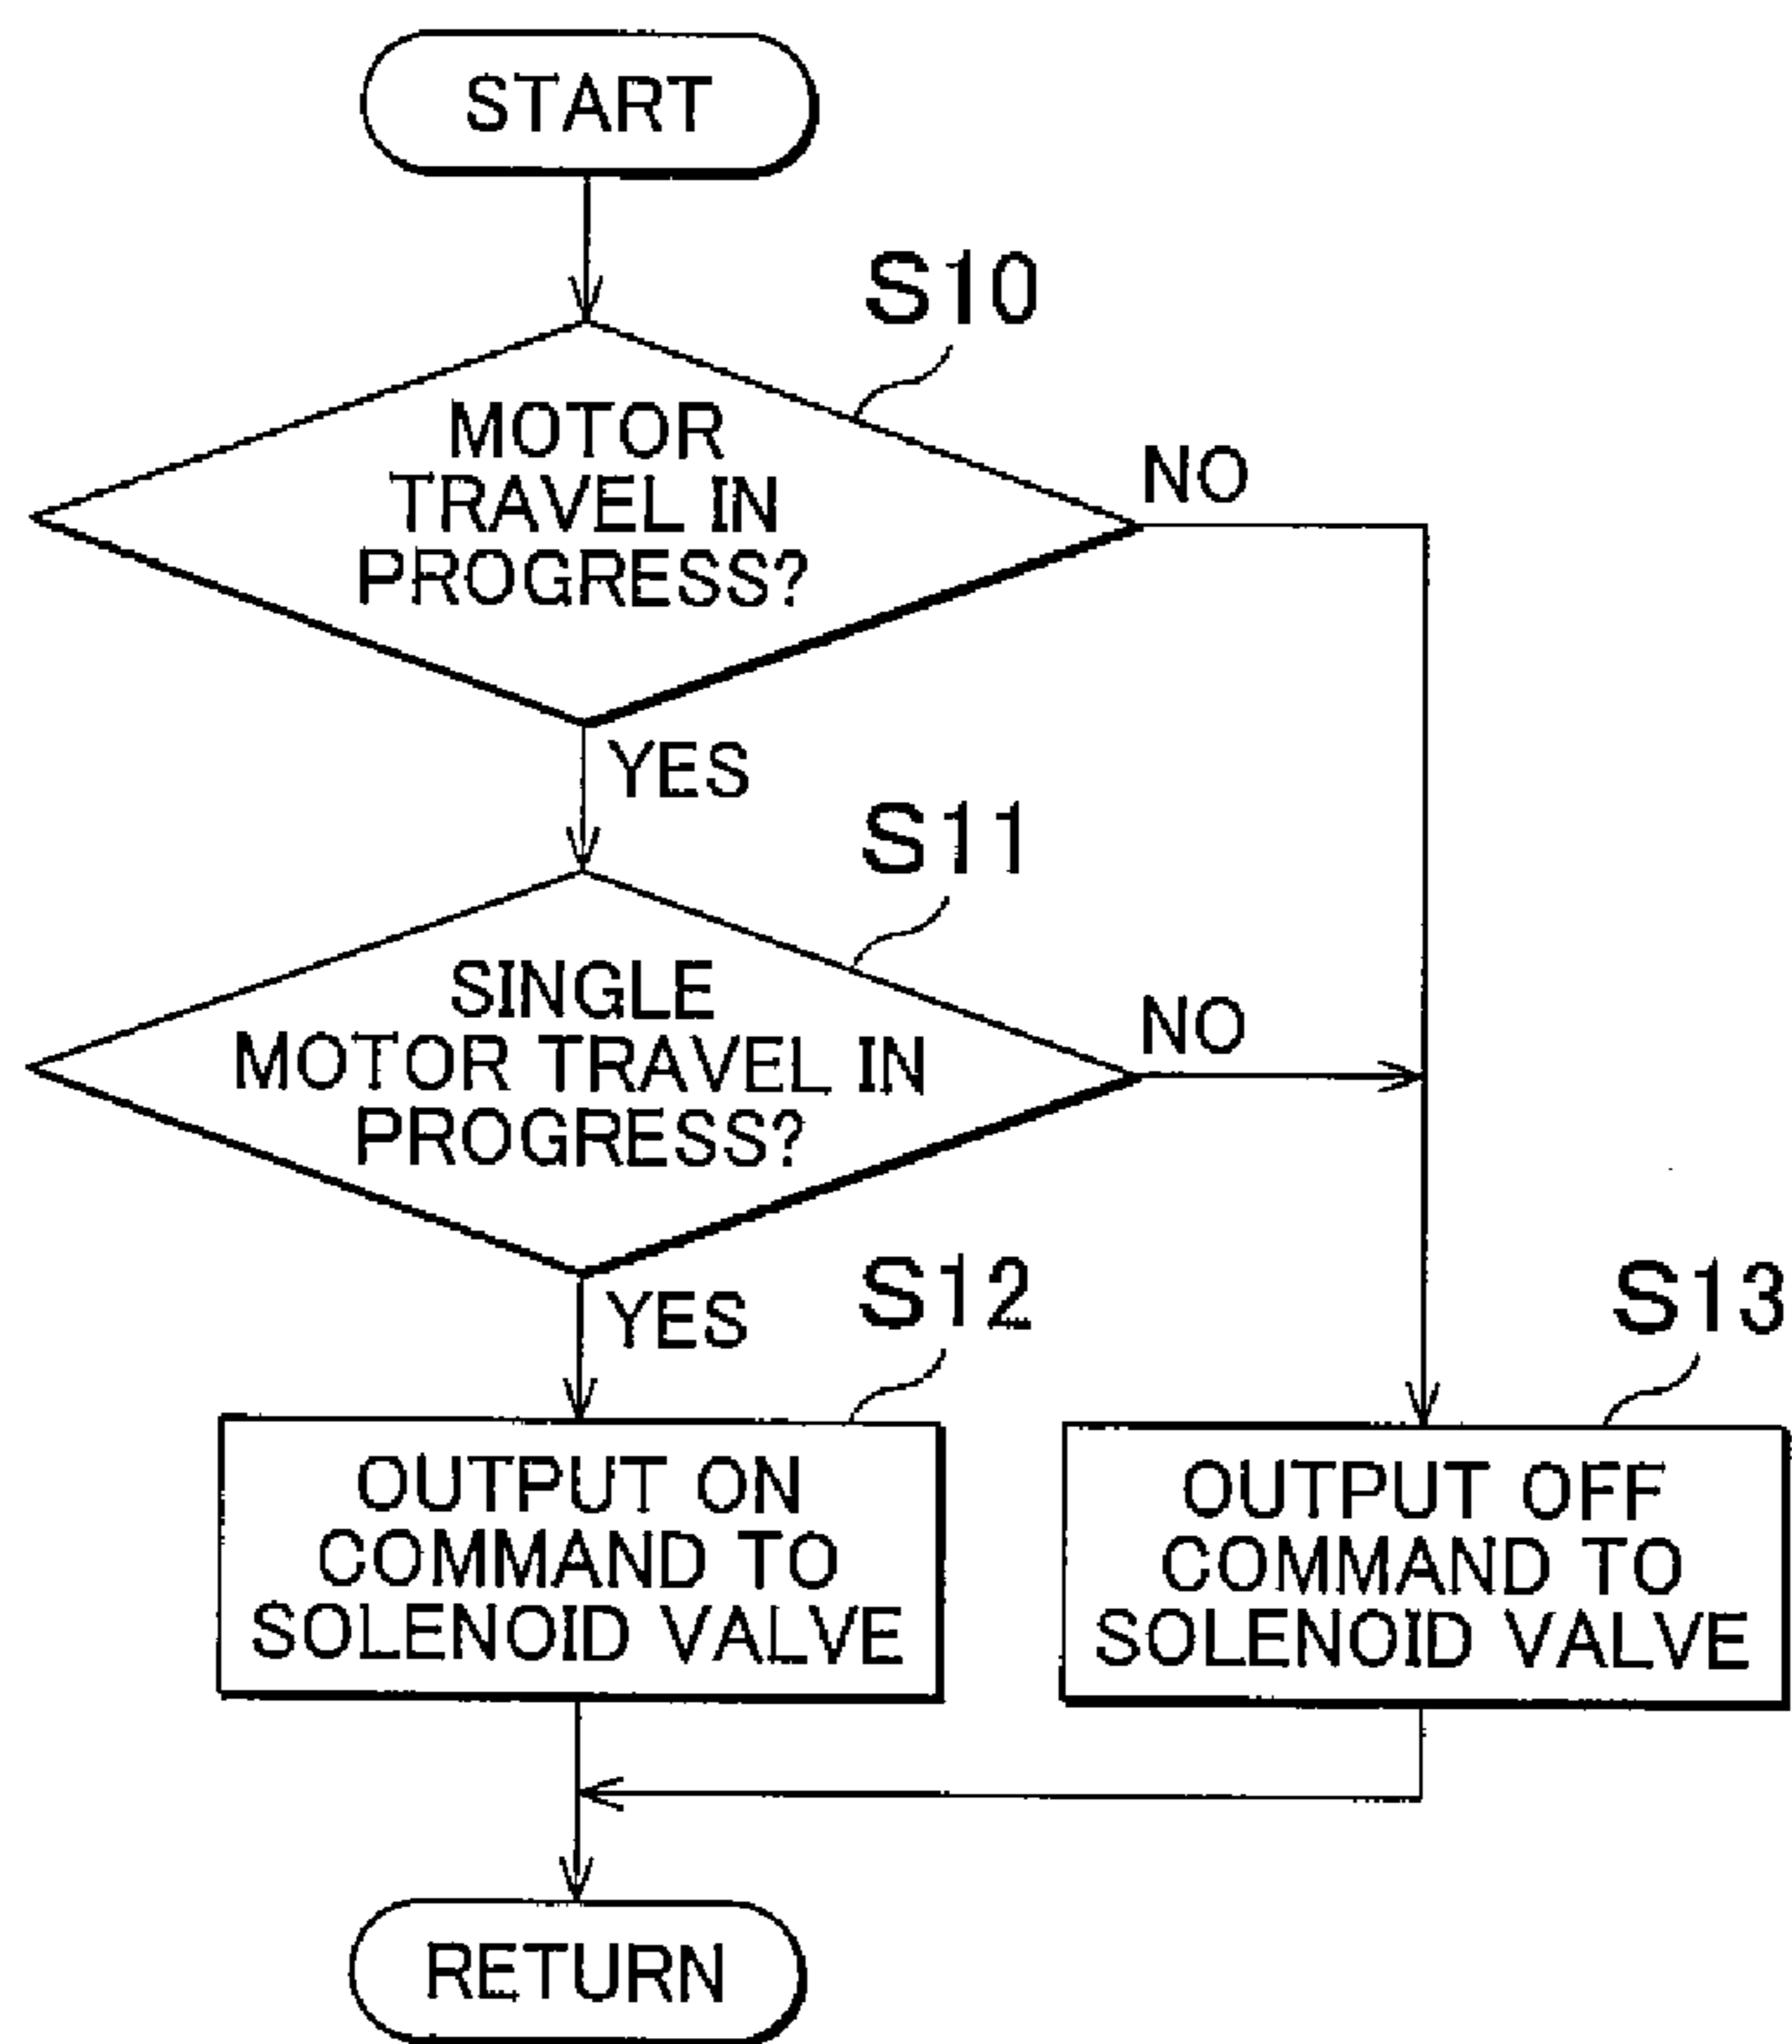 START
S10
MOTOR
TRAVEL IN
PROGRESS?
NO
YES
S11
SINGLE
MOTOR TRAVEL IN
PROGRESS?
NO
YES
S12
OUTPUT ON
COMMAND TO
SOLENOID VALVE
S13
OUTPUT OFF
COMMAND TO
SOLENOID VALVE
RETURN